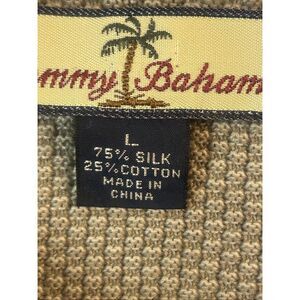 mmy Baham
L
75% SILK
25% COTTON
MADE IN
CHINA